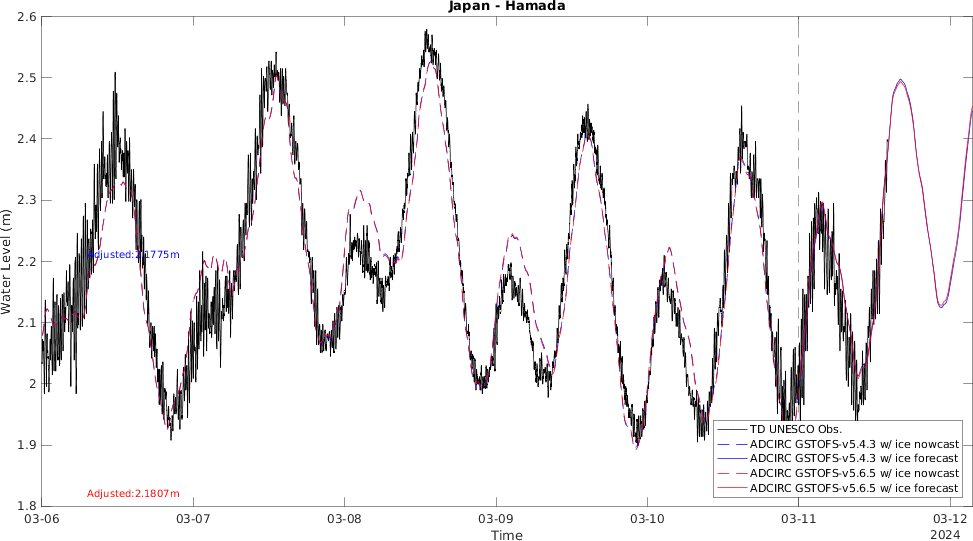 Japan - Hamada
2.6
2.5
2.4
2.3
2.2
2.1
2
1.9
1.8
Water Level (m)
Adjusted:2.1775m
Adjusted:2.1807m
TD UNESCO Obs.
ADCIRC GSTOFS-v5.4.3 w/ ice nowcast
ADCIRC GSTOFS-v5.4.3 w/ ice forecast
ADCIRC GSTOFS-v5.6.5 w/ ice nowcast
ADCIRC GSTOFS-v5.6.5 w/ ice forecast
03-06 03-07 03-08 03-09 03-10 03-11 03-12
Time
2024